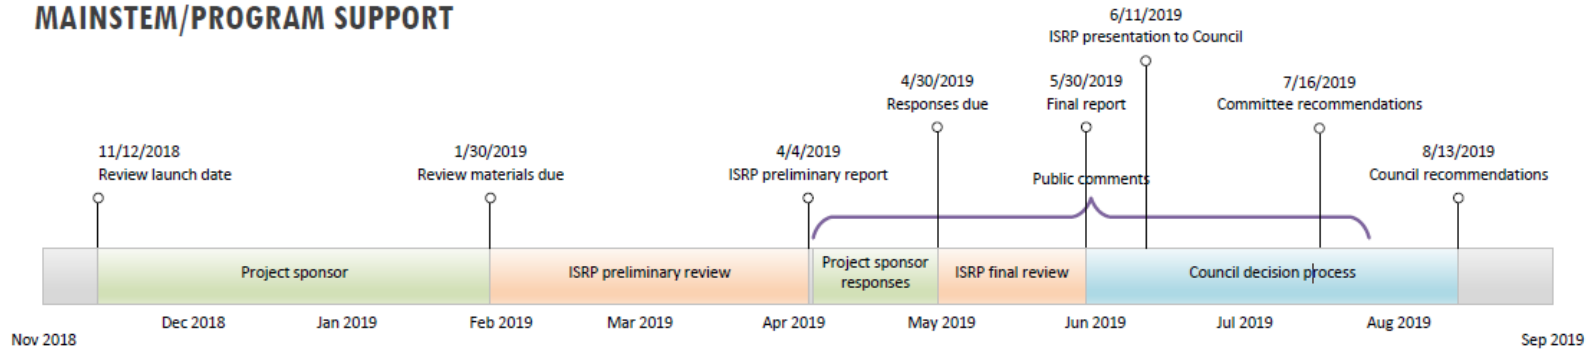 MAINSTEM/PROGRAM SUPPORT
6/11/2019
ISRP presentation to Council
4/30/2019
Responses due
5/30/2019
Final report
7/16/2019
Committee recommendations
11/12/2018
Review launch date
1/30/2019
Review materials due
4/4/2019
ISRP preliminary report
Public comments
8/13/2019
Council recommendations
Project sponsor
ISRP preliminary review
Project sponsor
responses
ISRP final review
Council decision process
Nov 2018
Dec 2018
Jan 2019
Feb 2019
Mar 2019
Apr 2019
May 2019
Jun 2019
Jul 2019
Aug 2019
Sep 2019